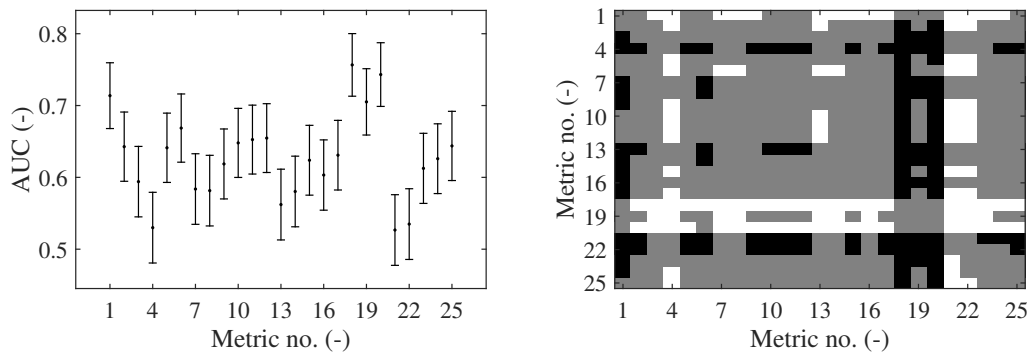 0.8
0.7
0.6
0.5
AUC (-)
1 4 7 10 13 16 19 22 25
Metric no. (-)
1
4
7
10
13
16
19
22
25
Metric no. (-)
1 4 7 10 13 16 19 22 25
Metric no. (-)